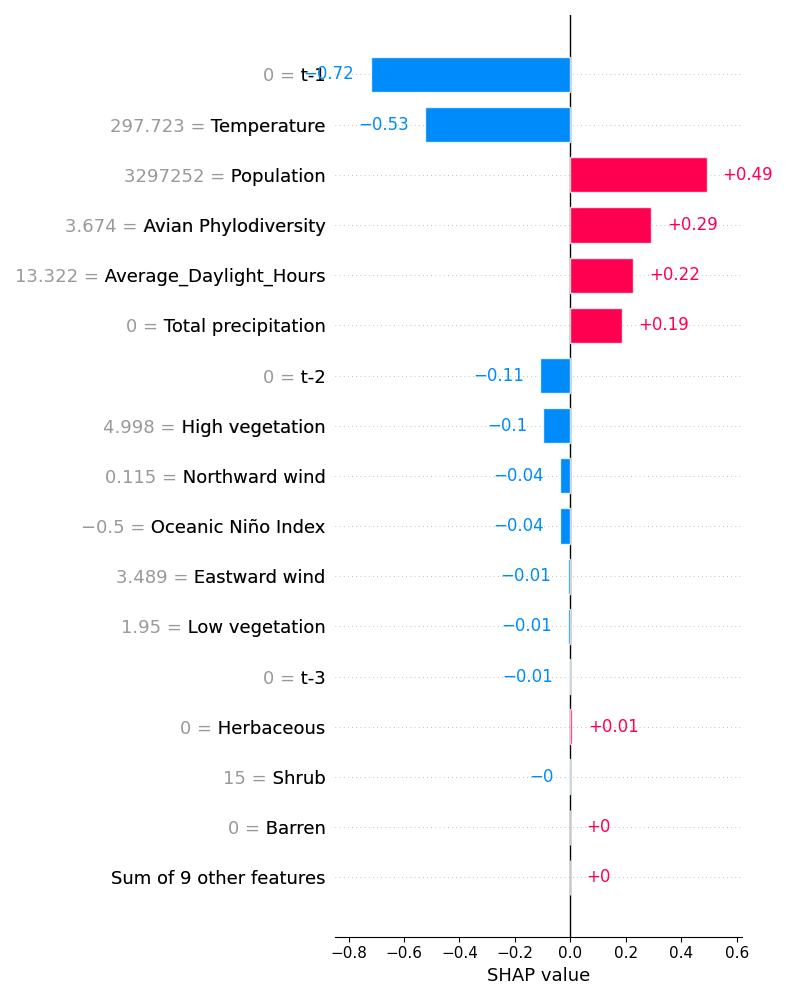 0 = t-1 −0.72
297.723 = Temperature −0.53
3297252 = Population +0.49
3.674 = Avian Phylodiversity +0.29
13.322 = Average_Daylight_Hours +0.22
0 = Total precipitation +0.19
0 = t-2 −0.11
4.998 = High vegetation −0.1
0.115 = Northward wind −0.04
−0.5 = Oceanic Niño Index −0.04
3.489 = Eastward wind −0.01
1.95 = Low vegetation −0.01
0 = t-3 −0.01
0 = Herbaceous +0.01
15 = Shrub −0
0 = Barren +0
Sum of 9 other features +0
−0.8 −0.6 −0.4 −0.2 0.0 0.2 0.4 0.6
SHAP value